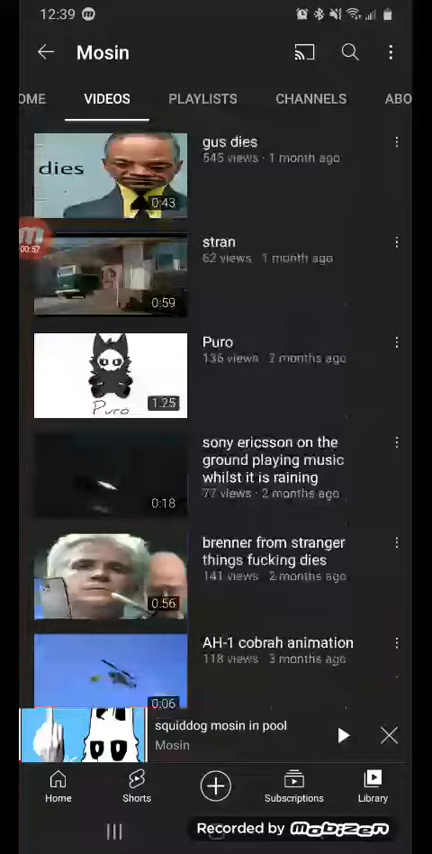 12:39
Mosin
OME VIDEOS PLAYLISTS CHANNELS ABO
gus dies
545 views · 1 month ago
dies
0:43
00:57
stran
62 views · 1 month ago
0:59
Puro
136 views · 2 months ago
Puro
1:25
sony ericsson on the
ground playing music
whilst it is raining
77 views · 2 months ago
0:18
brenner from stranger
things fucking dies
141 views · 2 months ago
0:56
AH-1 cobrah animation
118 views · 3 months ago
0:06
squiddog mosin in pool
Mosin
Home Shorts Subscriptions Library
Recorded by mobizen